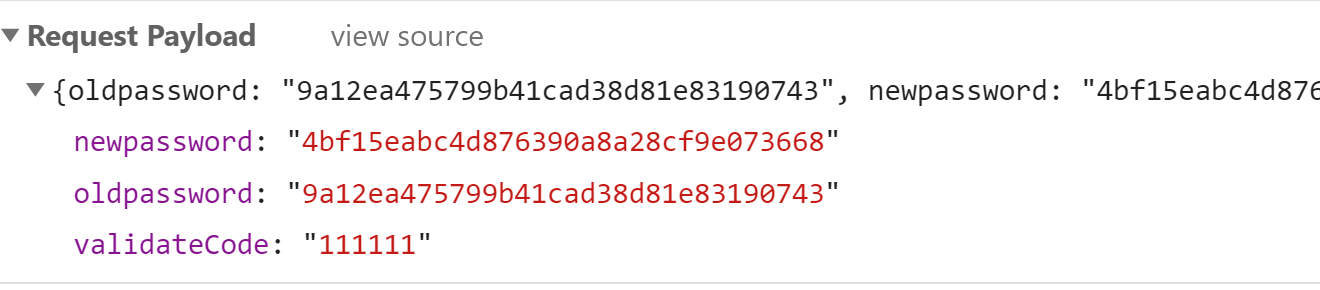 Request Payload view source
{oldpassword: "9a12ea475799b41cad38d81e83190743", newpassword: "4bf15eabc4d876
newpassword: "4bf15eabc4d876390a8a28cf9e073668"
oldpassword: "9a12ea475799b41cad38d81e83190743"
validateCode: "111111"